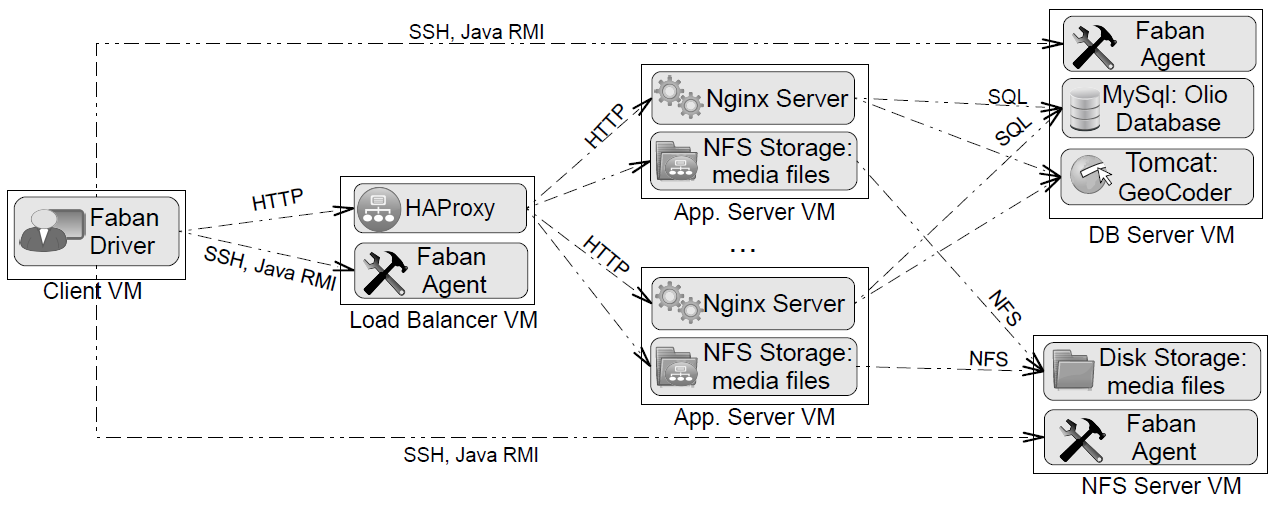 SSH, Java RMI
Faban
Agent
MySql: Olio
Database
Tomcat:
GeoCoder
DB Server VM
SQL
SQL
Nginx Server
NFS Storage:
media files
App. Server VM
...
HTTP
HTTP
HAProxy
Faban
Agent
Load Balancer VM
HTTP
SSH, Java RMI
Faban
Driver
Client VM
Nginx Server
NFS Storage:
media files
App. Server VM
NFS
NFS
Disk Storage:
media files
Faban
Agent
NFS Server VM
SSH, Java RMI